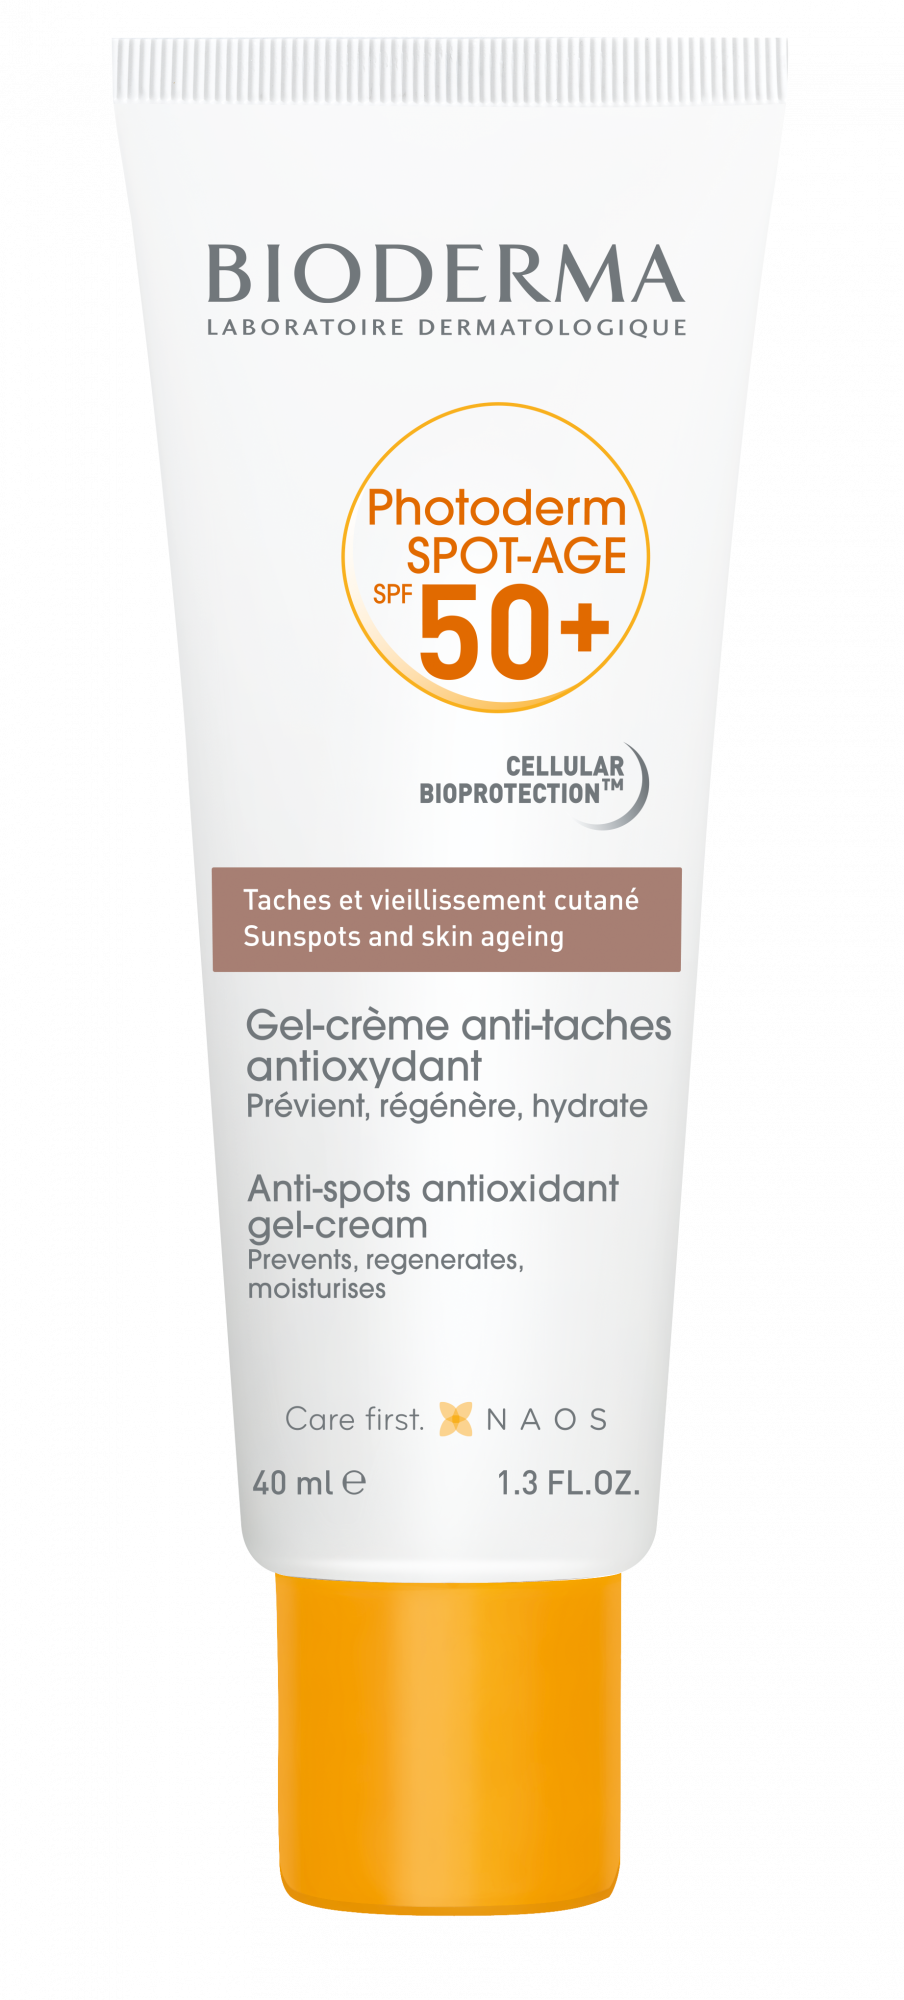 BIODERMA
LABORATOIRE DERMATOLOGIQUE
Photoderm
SPOT-AGE
SPF 50+
CELLULAR
BIOPROTECTION™
Taches et vieillissement cutané
Sunspots and skin ageing
Gel-crème anti-taches
antioxydant
Prévient, régénère, hydrate
Anti-spots antioxidant
gel-cream
Prevents, regenerates,
moisturises
Care first. NAOS
40 ml ℮ 1.3 FL.OZ.